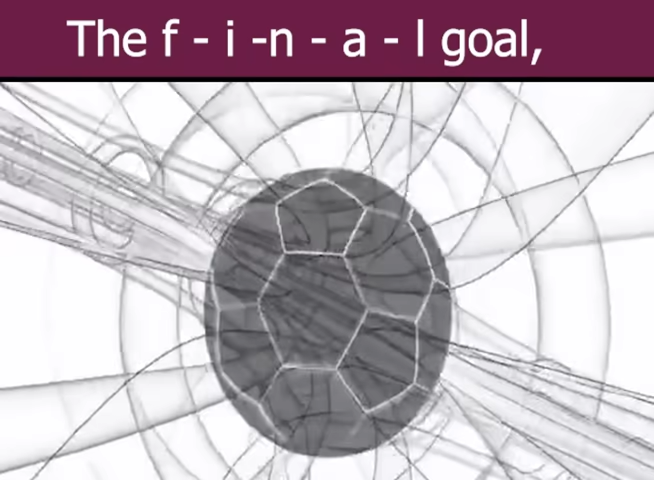 The f - i -n - a - l goal,